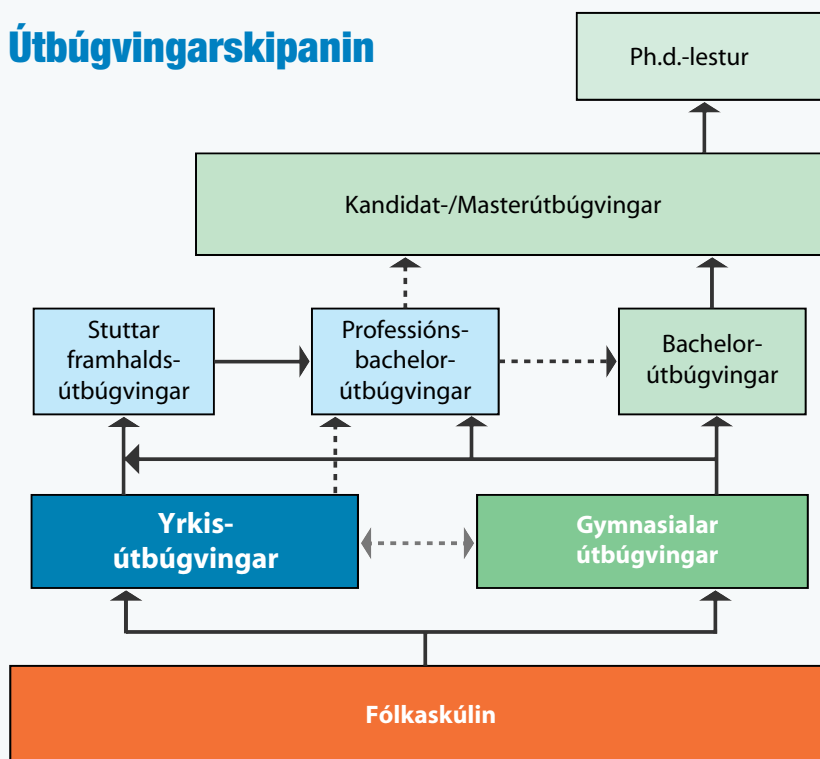 Útbúgvingarskipanin
Ph.d.-lestur
Kandidat-/Masterútbúgvingar
Stuttar
framhalds-
útbúgvingar
Professións-
bachelor-
útbúgvingar
Bachelor-
útbúgvingar
Yrkis-
útbúgvingar
Gymnasialar
útbúgvingar
Fólkaskúlin